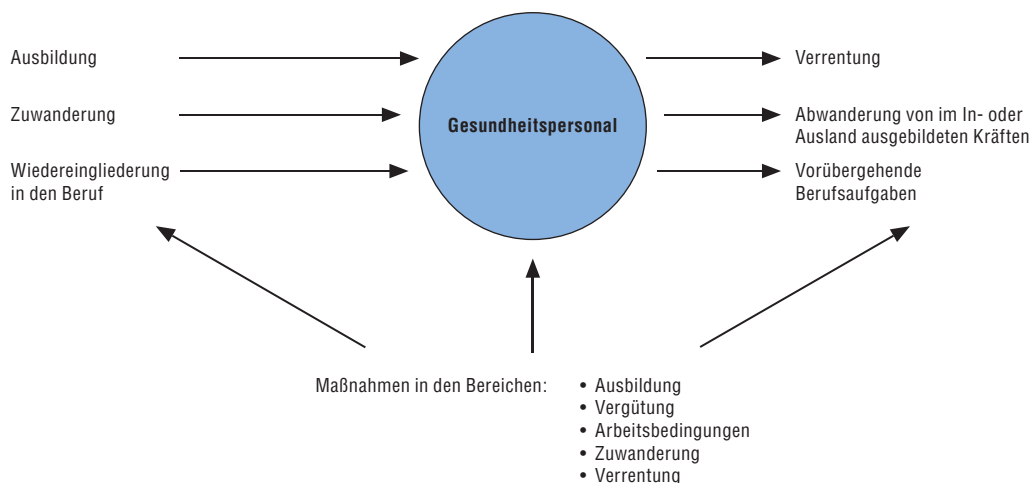 Ausbildung
Zuwanderung
Wiedereingliederung
in den Beruf
Gesundheitspersonal
Verrentung
Abwanderung von im In- oder
Ausland ausgebildeten Kräften
Vorübergehende
Berufsaufgaben
Maßnahmen in den Bereichen:
• Ausbildung
• Vergütung
• Arbeitsbedingungen
• Zuwanderung
• Verrentung